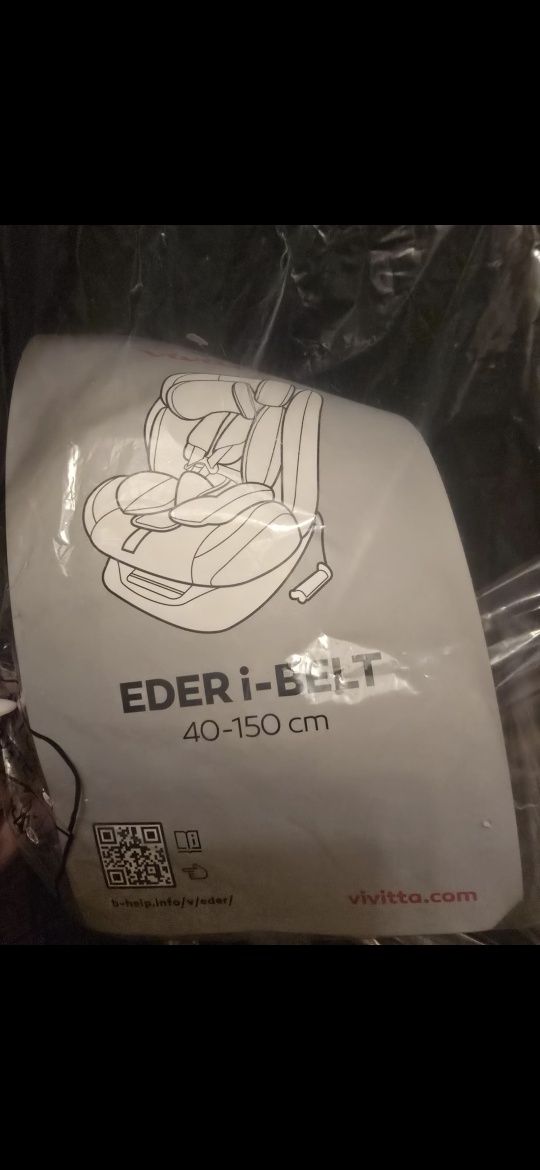 EDER i-BELT
40-150 cm
b-help.info/v/eder/
vivitta.com